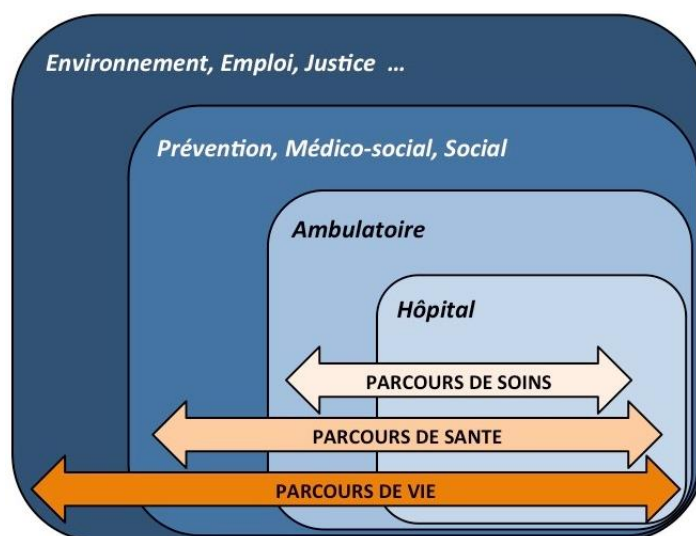 Environnement, Emploi, Justice ...
Prévention, Médico-social, Social
Ambulatoire
Hôpital
PARCOURS DE SOINS
PARCOURS DE SANTE
PARCOURS DE VIE